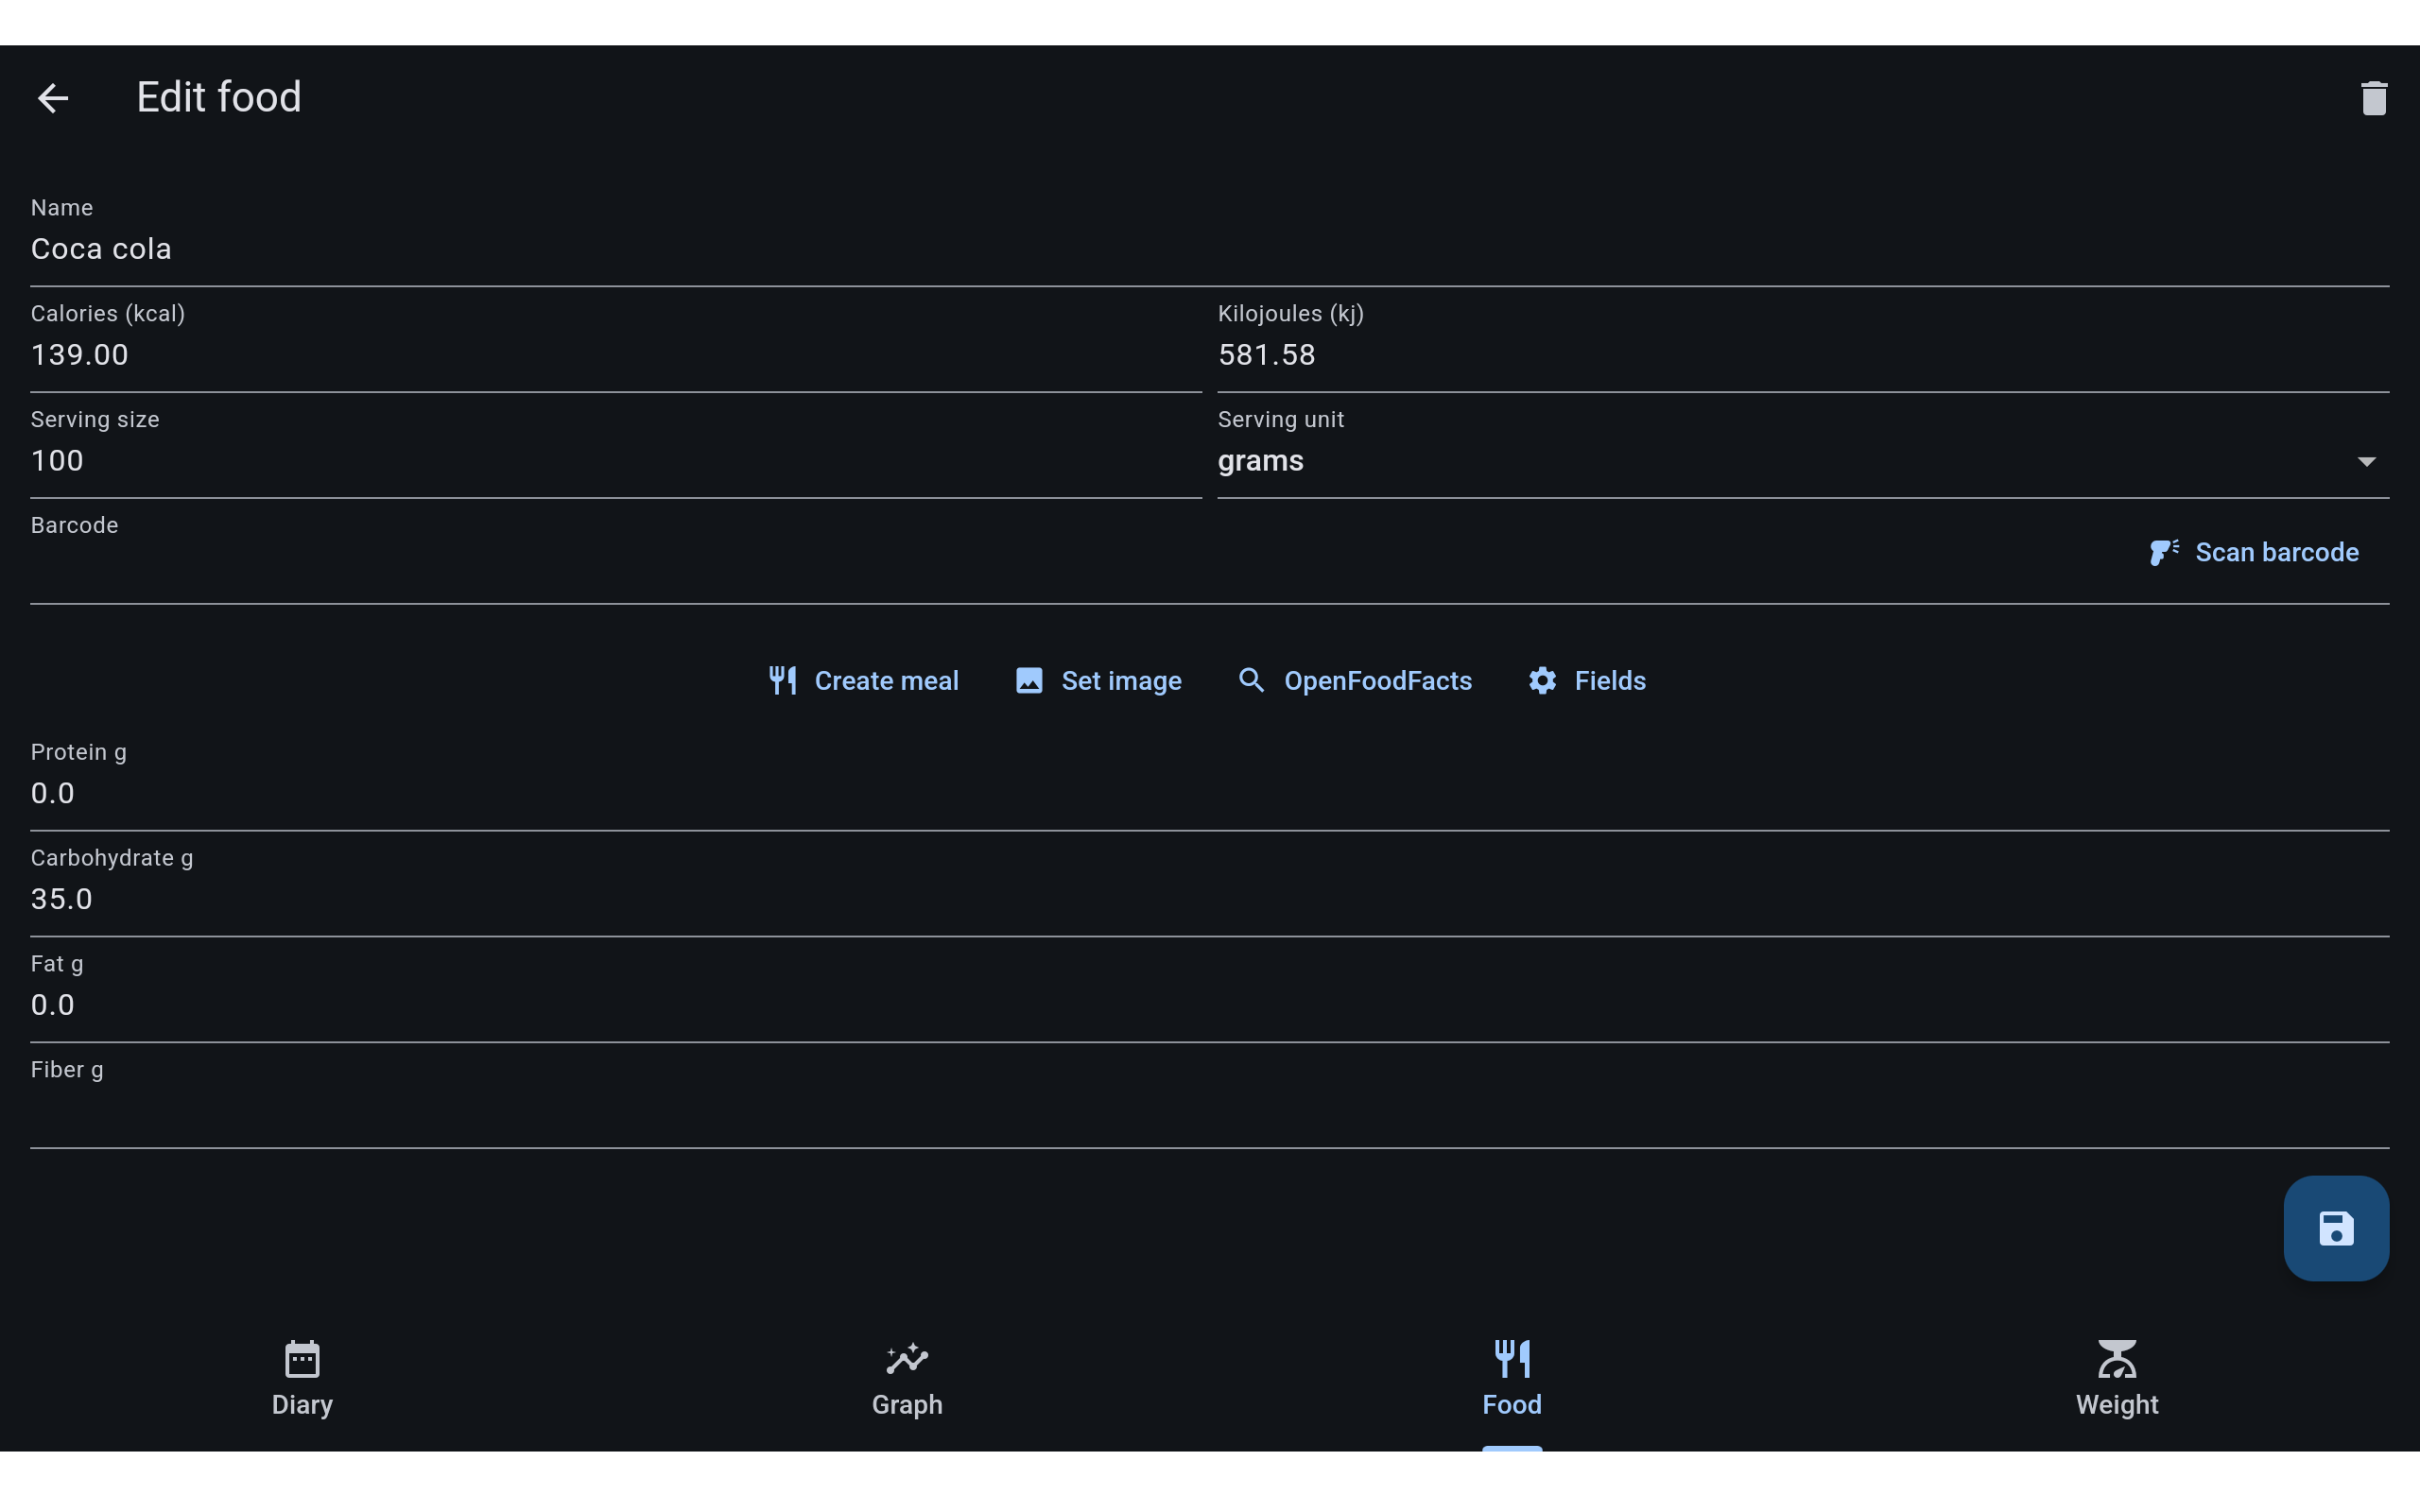 Edit food
Name
Coca cola
Calories (kcal)
139.00
Kilojoules (kj)
581.58
Serving size
100
Serving unit
grams
Barcode
Scan barcode
Create meal
Set image
OpenFoodFacts
Fields
Protein g
0.0
Carbohydrate g
35.0
Fat g
0.0
Fiber g
Diary
Graph
Food
Weight